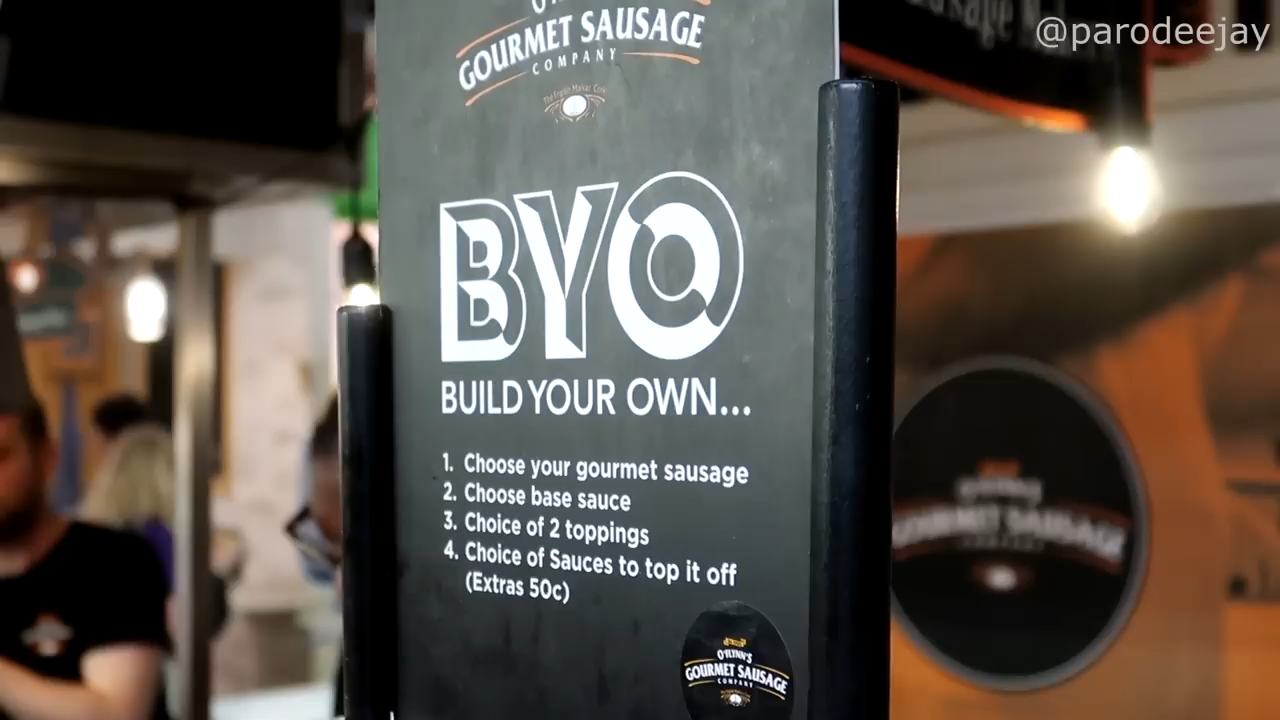 @parodeejay
GOURMET SAUSAGE
COMPANY
BYO
BUILD YOUR OWN...
1. Choose your gourmet sausage
2. Choose base sauce
3. Choice of 2 toppings
4. Choice of Sauces to top it off
(Extras 50c)
O'FLYNN'S
GOURMET SAUSAGE
COMPANY
GOURMET SAUSAGE